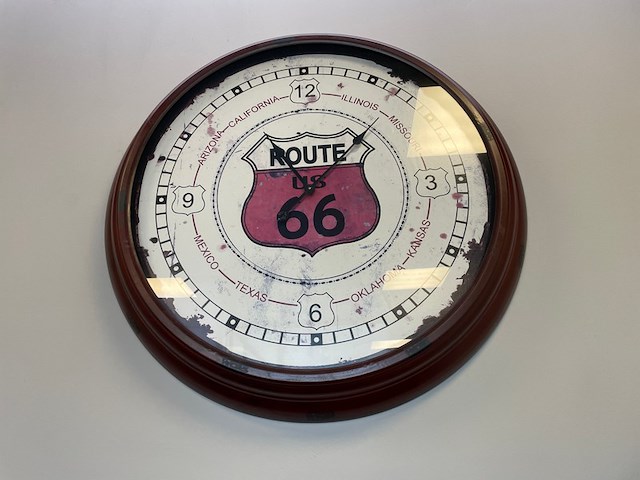 12
ILLINOIS
MISSOURI
3
KANSAS
OKLAHOMA
6
TEXAS
MEXICO
9
ARIZONA
CALIFORNIA
ROUTE
US
66